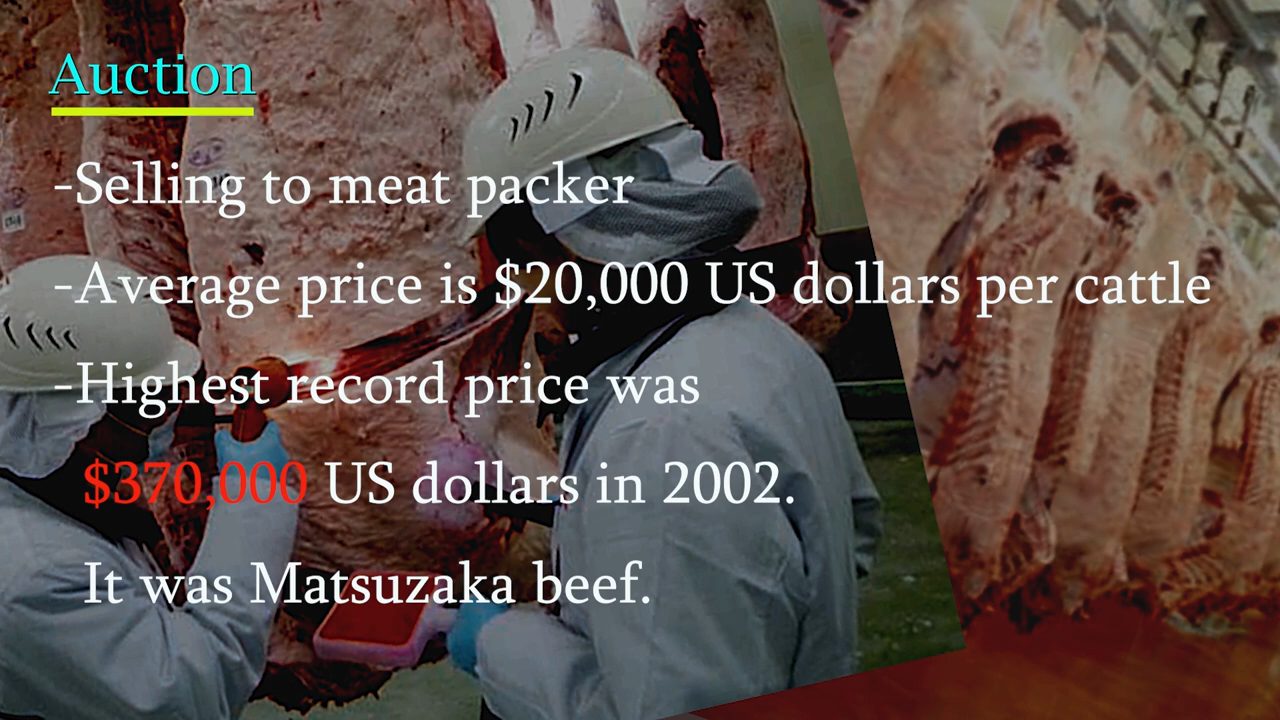 Auction
-Selling to meat packer
-Average price is $20,000 US dollars per cattle
-Highest record price was
$370,000 US dollars in 2002.
It was Matsuzaka beef.